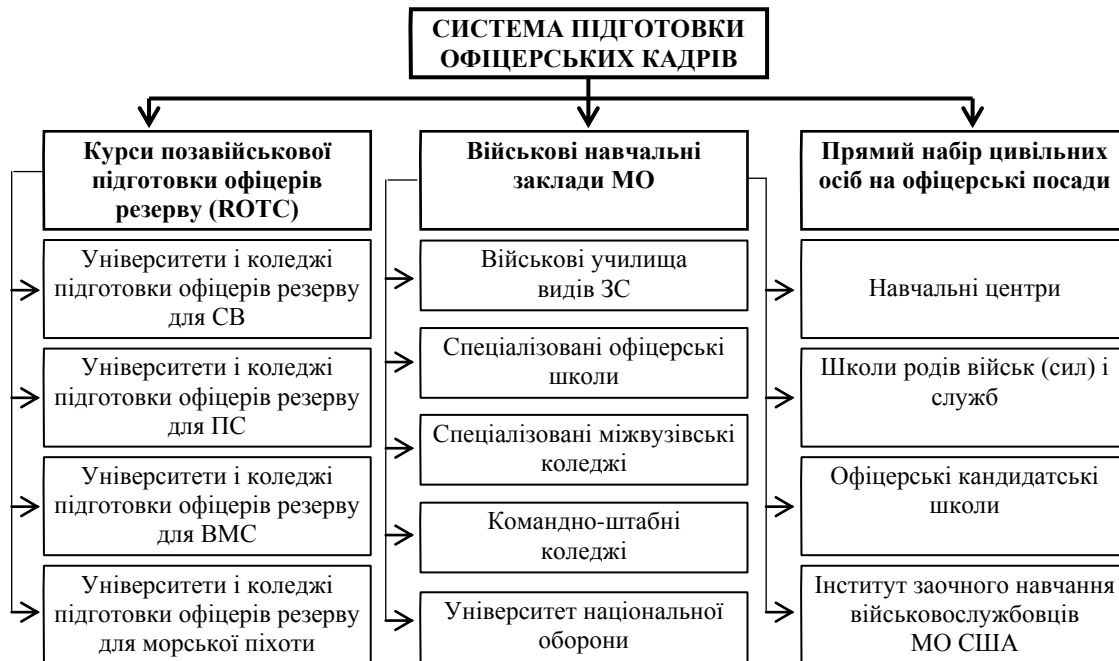 СИСТЕМА ПІДГОТОВКИ
ОФІЦЕРСЬКИХ КАДРІВ
Курси позавійськової
підготовки офіцерів
резерву (ROTC)
Університети і коледжі
підготовки офіцерів резерву
для СВ
Університети і коледжі
підготовки офіцерів резерву
для ПС
Університети і коледжі
підготовки офіцерів резерву
для ВМС
Університети і коледжі
підготовки офіцерів резерву
для морської піхоти
Військові навчальні
заклади МО
Військові училища
видів ЗС
Спеціалізовані офіцерські
школи
Спеціалізовані міжвузівські
коледжі
Командно-штабні
коледжі
Університет національної
оборони
Прямий набір цивільних
осіб на офіцерські посади
Навчальні центри
Школи родів військ (сил) і
служб
Офіцерські кандидатські
школи
Інститут заочного навчання
військовослужбовців
МО США